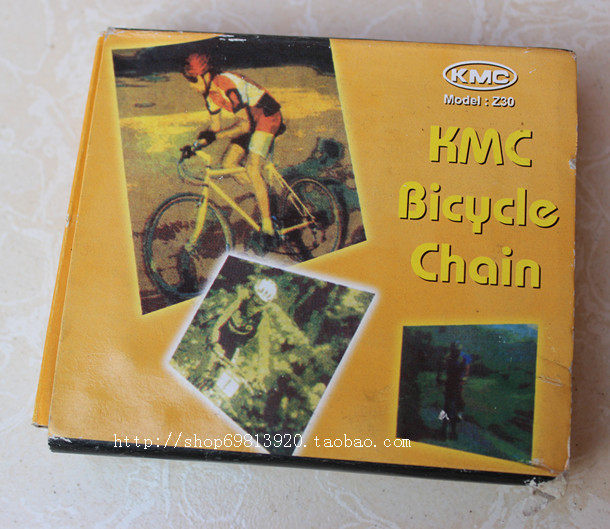 KMC
Model : Z30
KMC
Bicycle
Chain
http://shop69813920.taobao.com/